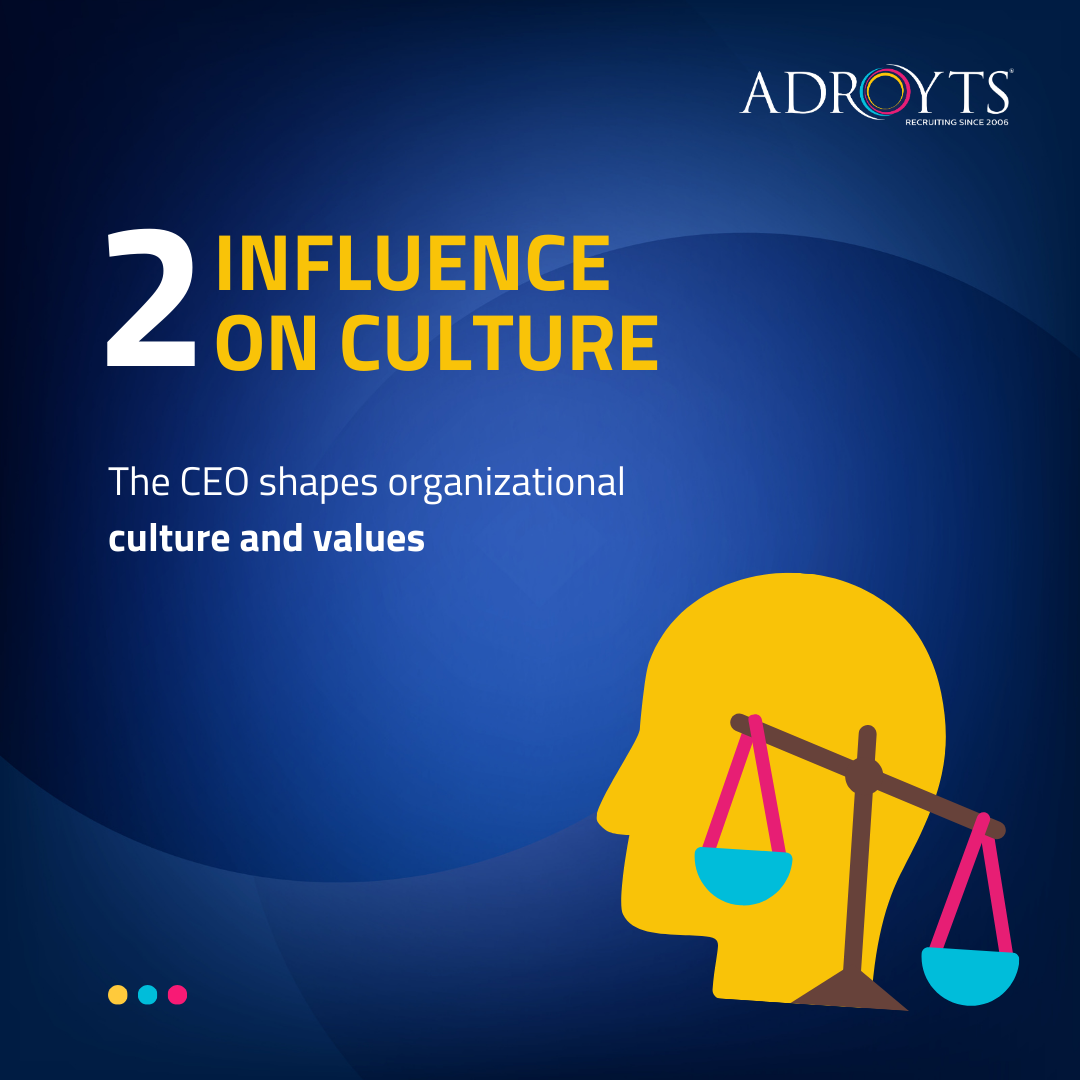 ADROYTS®
RECRUITING SINCE 2006
2 INFLUENCE
ON CULTURE
The CEO shapes organizational
culture and values